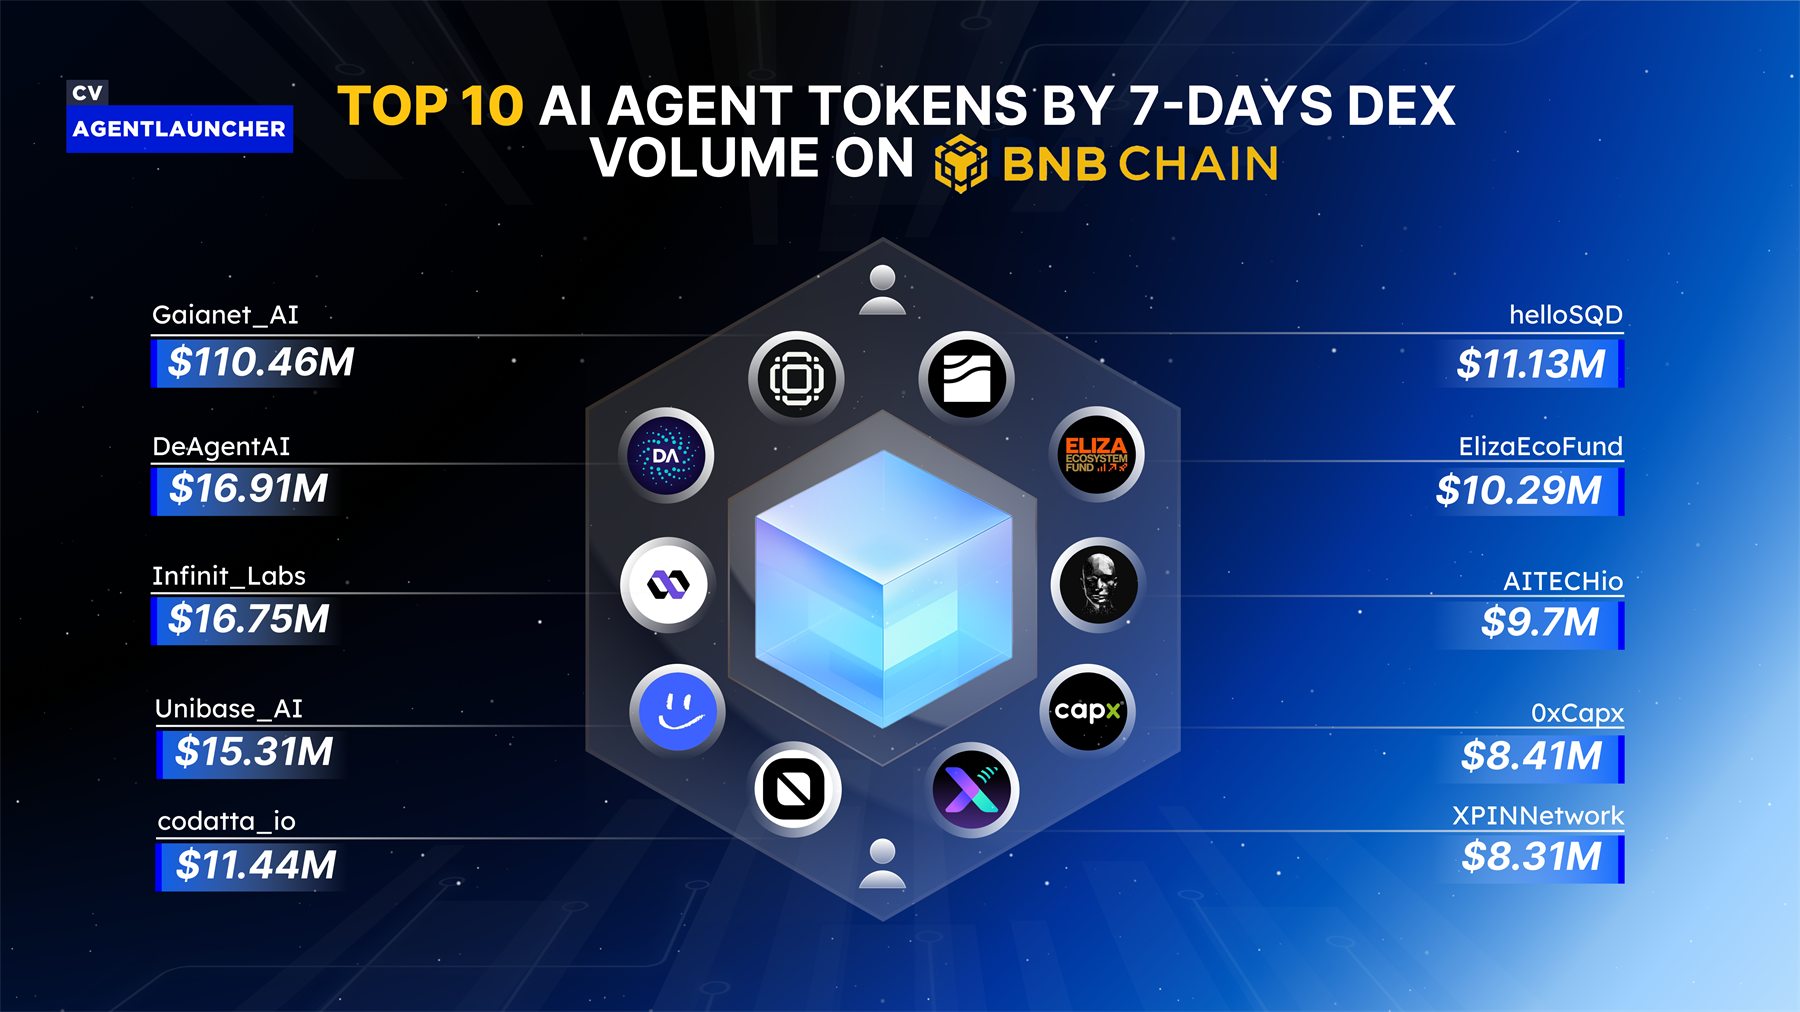 CV
AGENTLAUNCHER
TOP 10 AI AGENT TOKENS BY 7-DAYS DEX
VOLUME ON BNB CHAIN
Gaianet_AI
$110.46M
DeAgentAI
$16.91M
Infinit_Labs
$16.75M
Unibase_AI
$15.31M
codatta_io
$11.44M
DA
ELIZA
ECOSYSTEM
FUND
capx
helloSQD
$11.13M
ElizaEcoFund
$10.29M
AITECHio
$9.7M
0xCapx
$8.41M
XPINNetwork
$8.31M